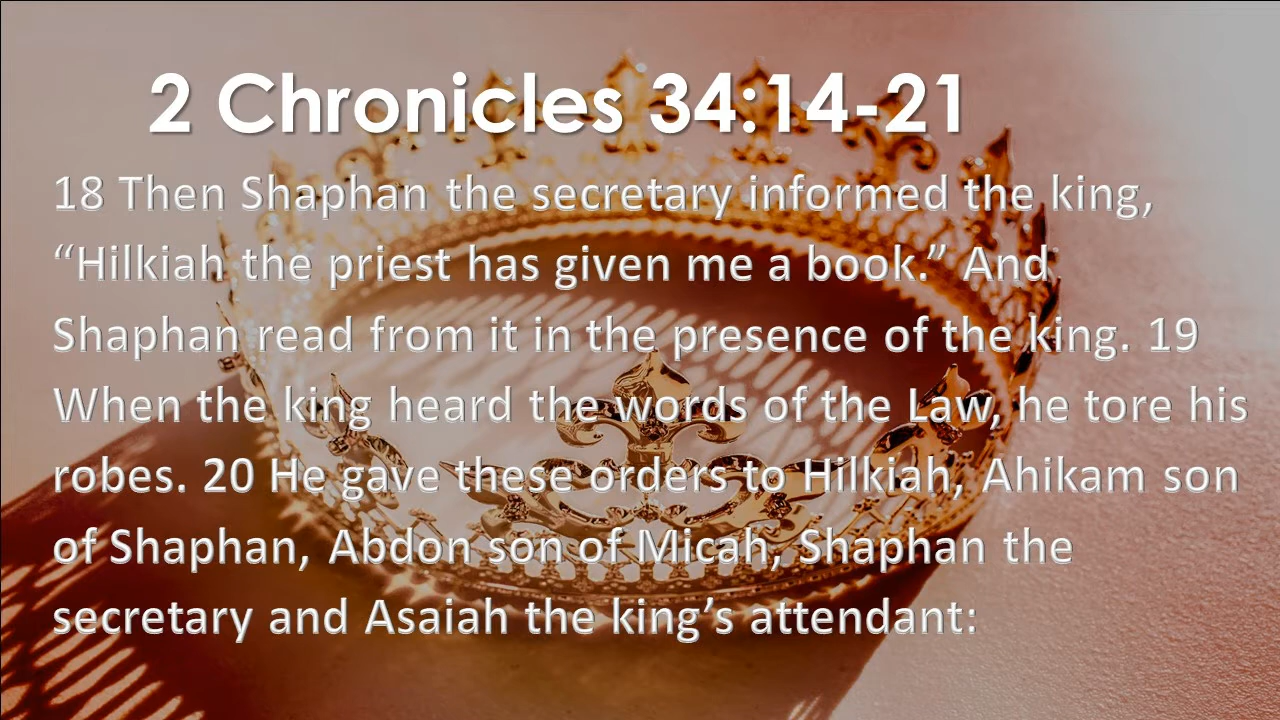 2 Chronicles 34:14-21
18 Then Shaphan the secretary informed the king,
“Hilkiah the priest has given me a book.” And
Shaphan read from it in the presence of the king. 19
When the king heard the words of the Law, he tore his
robes. 20 He gave these orders to Hilkiah, Ahikam son
of Shaphan, Abdon son of Micah, Shaphan the
secretary and Asaiah the king’s attendant: